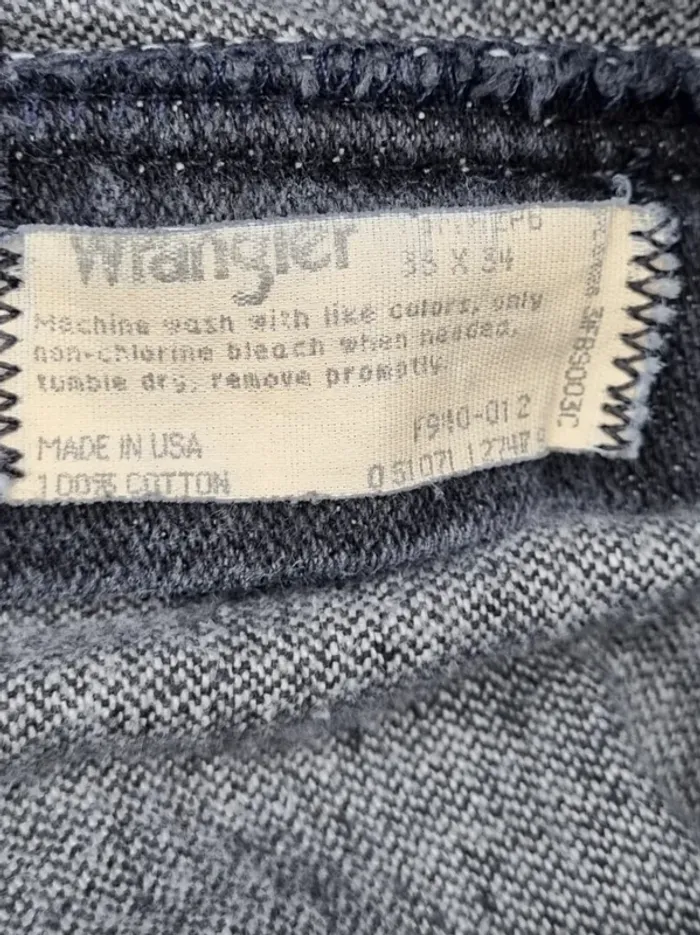 Wrangler
35 X 34
Machine wash with like colors, only
non-chlorine bleach when needed,
tumble dry, remove promptly.
MADE IN USA
F940-012
100% COTTON